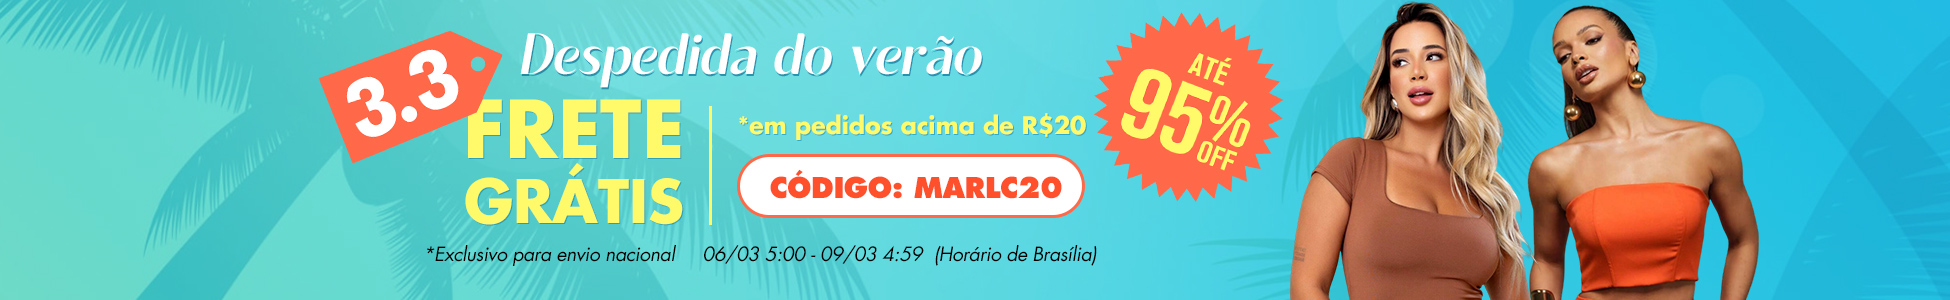 3.3
Despedida do verão
FRETE
GRÁTIS
*em pedidos acima de R$20
CÓDIGO: MARLC20
*Exclusivo para envio nacional 06/03 5:00 - 09/03 4:59 (Horário de Brasília)
ATÉ
95%
OFF